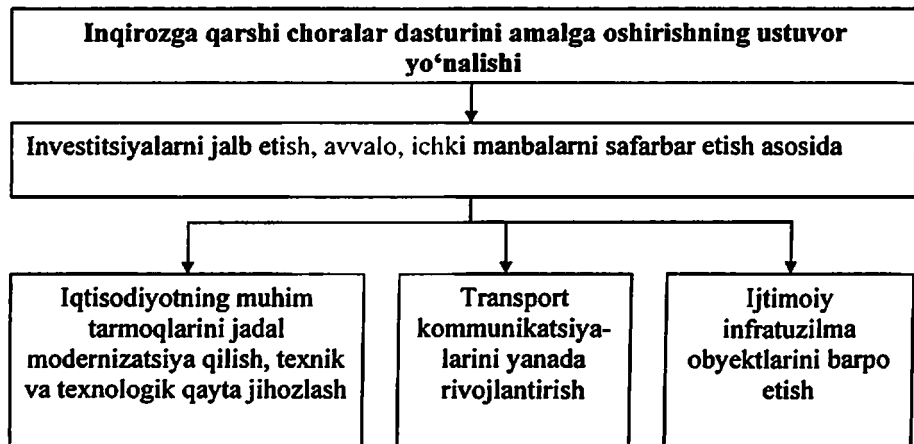 Inqirozga qarshi choralar dasturini amalga oshirishning ustuvor
yo‘nalishi
Investitsiyalarni jalb etish, avvalo, ichki manbalarni safarbar etish asosida
Iqtisodiyotning muhim
tarmoqlarini jadal
modernizatsiya qilish, texnik
va texnologik qayta jihozlash
Transport
kommunikatsiya-
larini yanada
rivojlantirish
Ijtimoiy
infratuzilma
obyektlarini barpo
etish